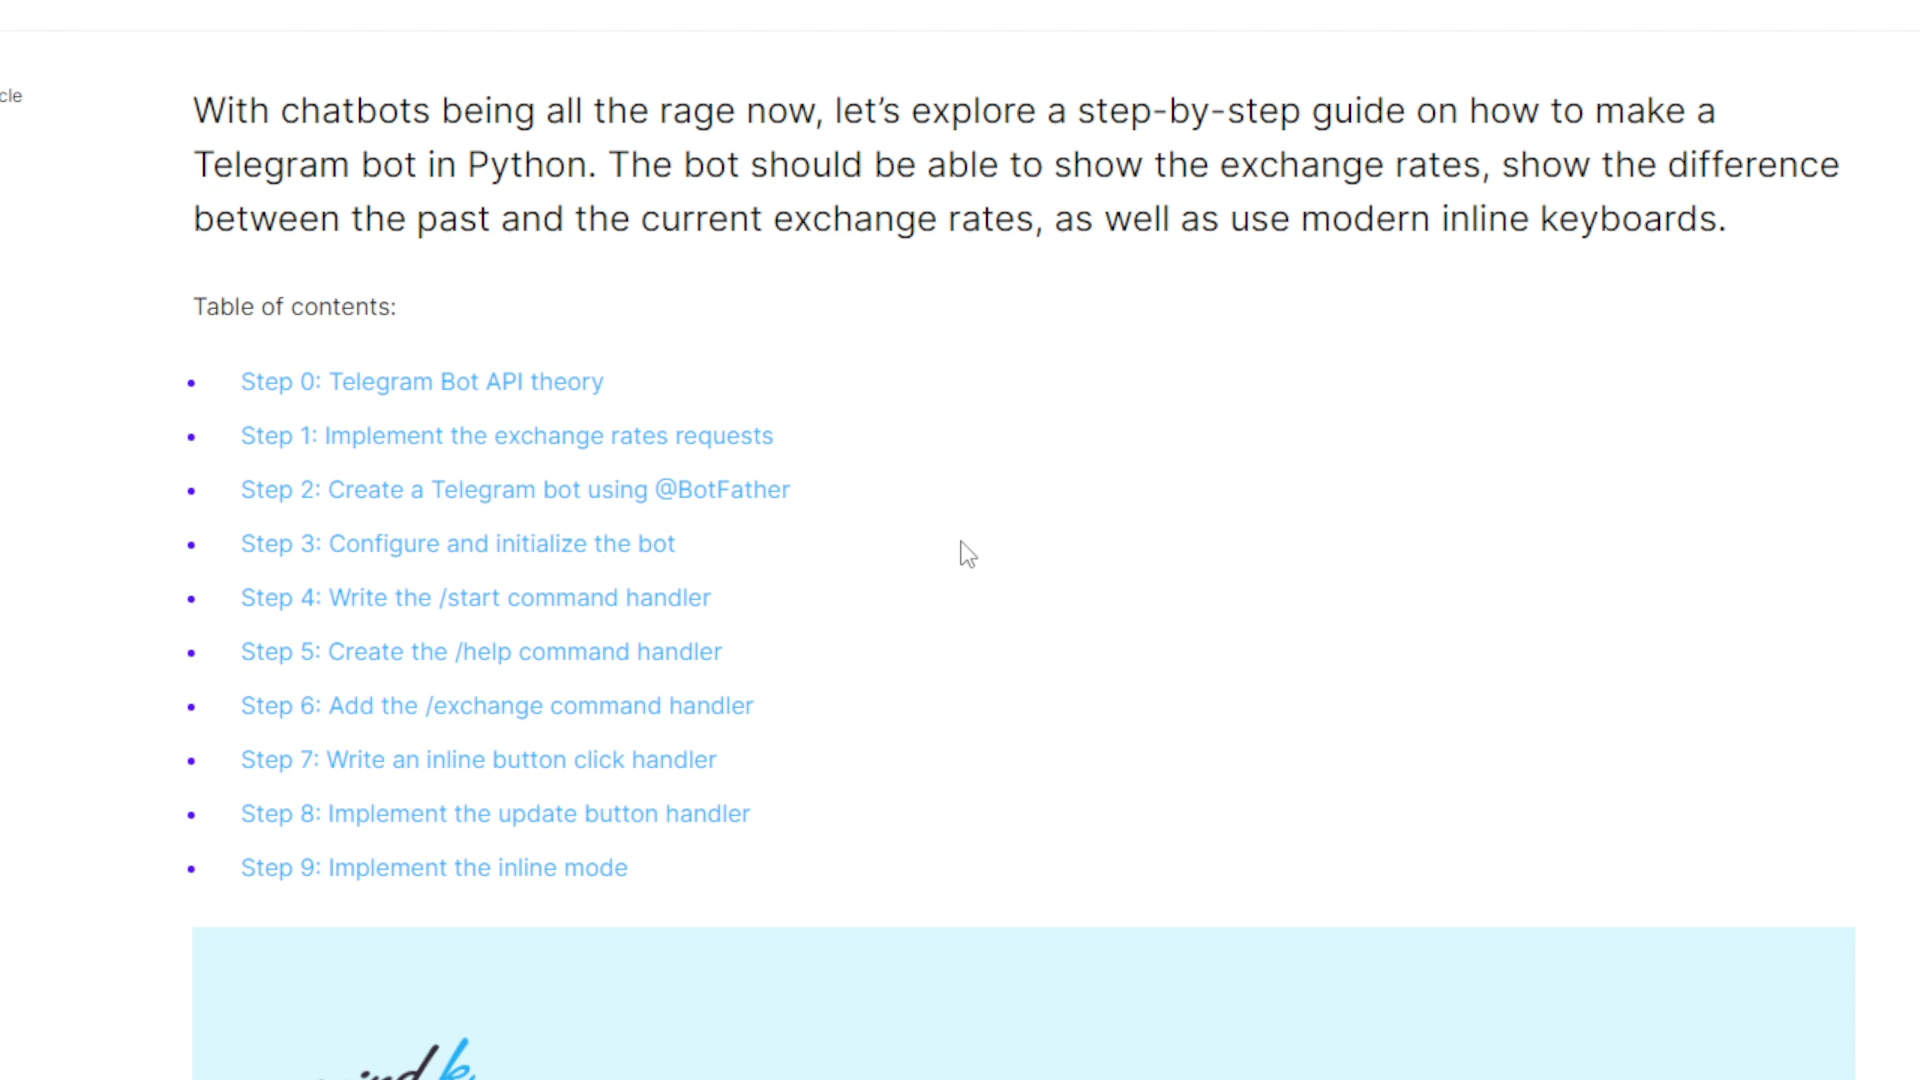 cle
With chatbots being all the rage now, let’s explore a step-by-step guide on how to make a
Telegram bot in Python. The bot should be able to show the exchange rates, show the difference
between the past and the current exchange rates, as well as use modern inline keyboards.
Table of contents:
Step 0: Telegram Bot API theory
Step 1: Implement the exchange rates requests
Step 2: Create a Telegram bot using @BotFather
Step 3: Configure and initialize the bot
Step 4: Write the /start command handler
Step 5: Create the /help command handler
Step 6: Add the /exchange command handler
Step 7: Write an inline button click handler
Step 8: Implement the update button handler
Step 9: Implement the inline mode